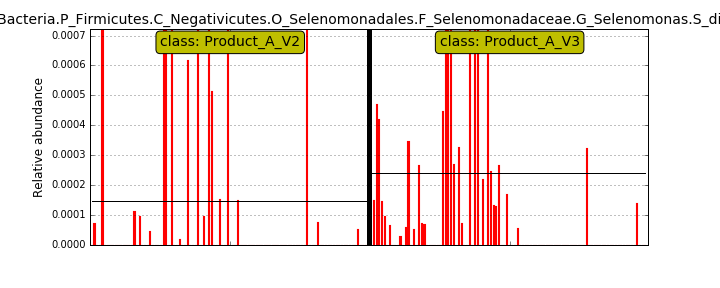 Bacteria.P_Firmicutes.C_Negativicutes.O_Selenomonadales.F_Selenomonadaceae.G_Selenomonas.S_di
class: Product_A_V2
class: Product_A_V3
Relative abundance
0.0007
0.0006
0.0005
0.0004
0.0003
0.0002
0.0001
0.0000